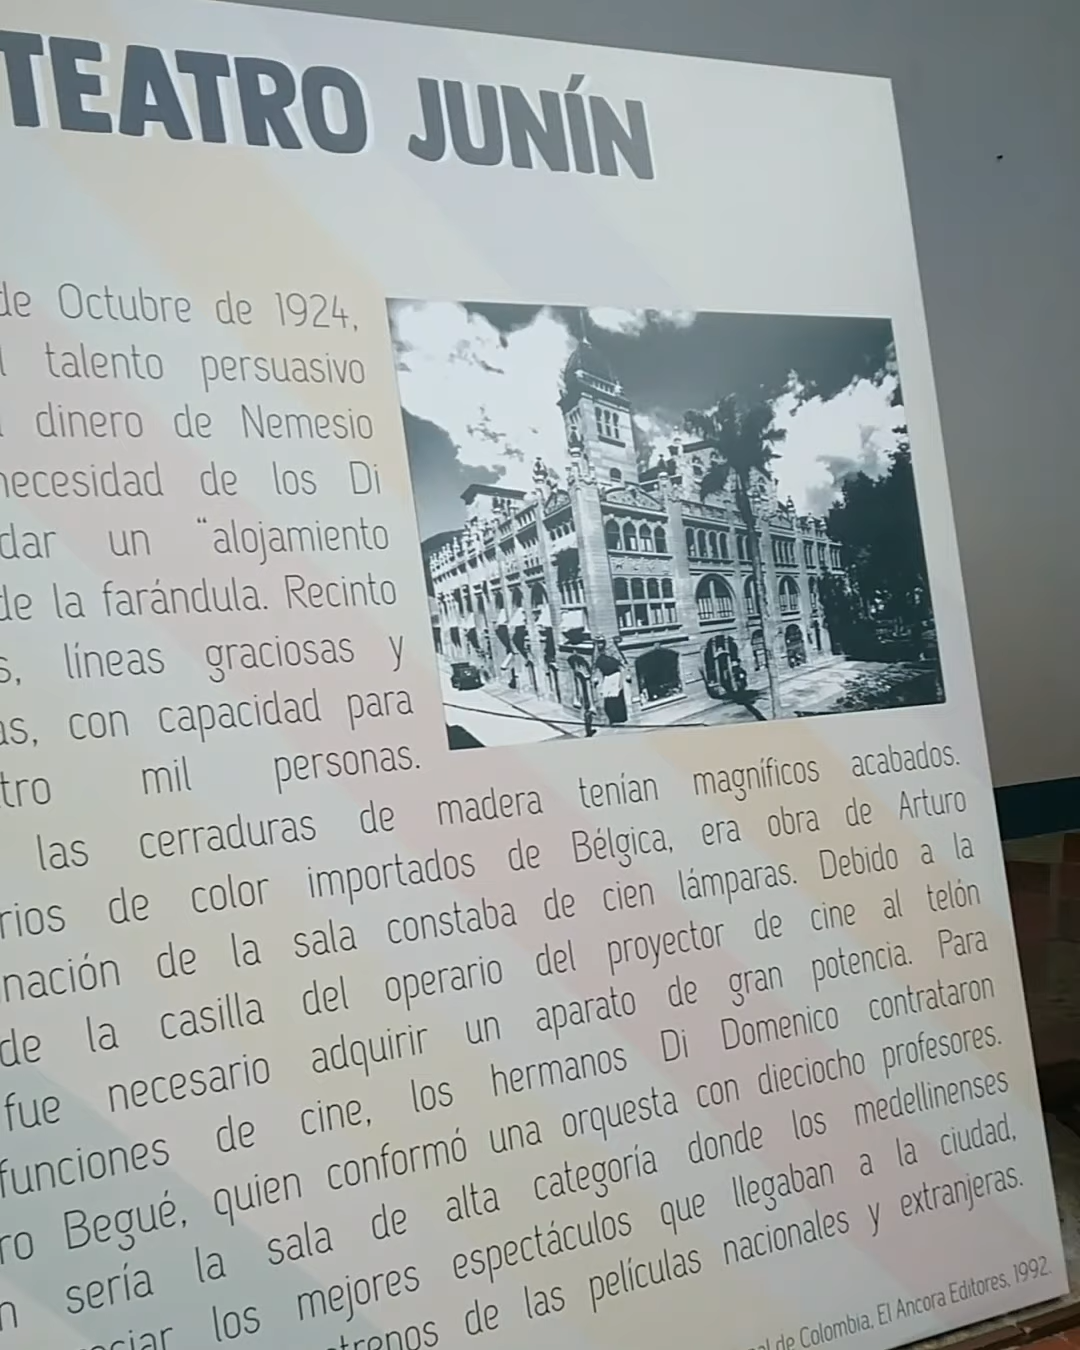 TEATRO JUNÍN
de Octubre de 1924,
talento persuasivo
dinero de Nemesio
necesidad de los Di
dar un “alojamiento
de la farándula. Recinto
s, líneas graciosas y
as, con capacidad para
tro mil personas.
las cerraduras de madera tenían magníficos acabados.
rios de color importados de Bélgica, era obra de Arturo
nación de la sala constaba de cien lámparas. Debido a la
de la casilla del operario del proyector de cine al telón
fue necesario adquirir un aparato de gran potencia. Para
funciones de cine, los hermanos Di Domenico contrataron
ro Begué, quien conformó una orquesta con dieciocho profesores.
n sería la sala de alta categoría donde los medellinenses
ciar los mejores espectáculos que llegaban a la ciudad,
trenos de las películas nacionales y extranjeras.
al de Colombia, El Ancora Editores, 1992.